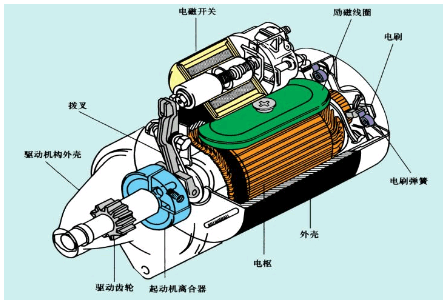 电磁开关
励磁线圈
电刷
拨叉
驱动机构外壳
电刷弹簧
外壳
电枢
驱动齿轮
起动机离合器